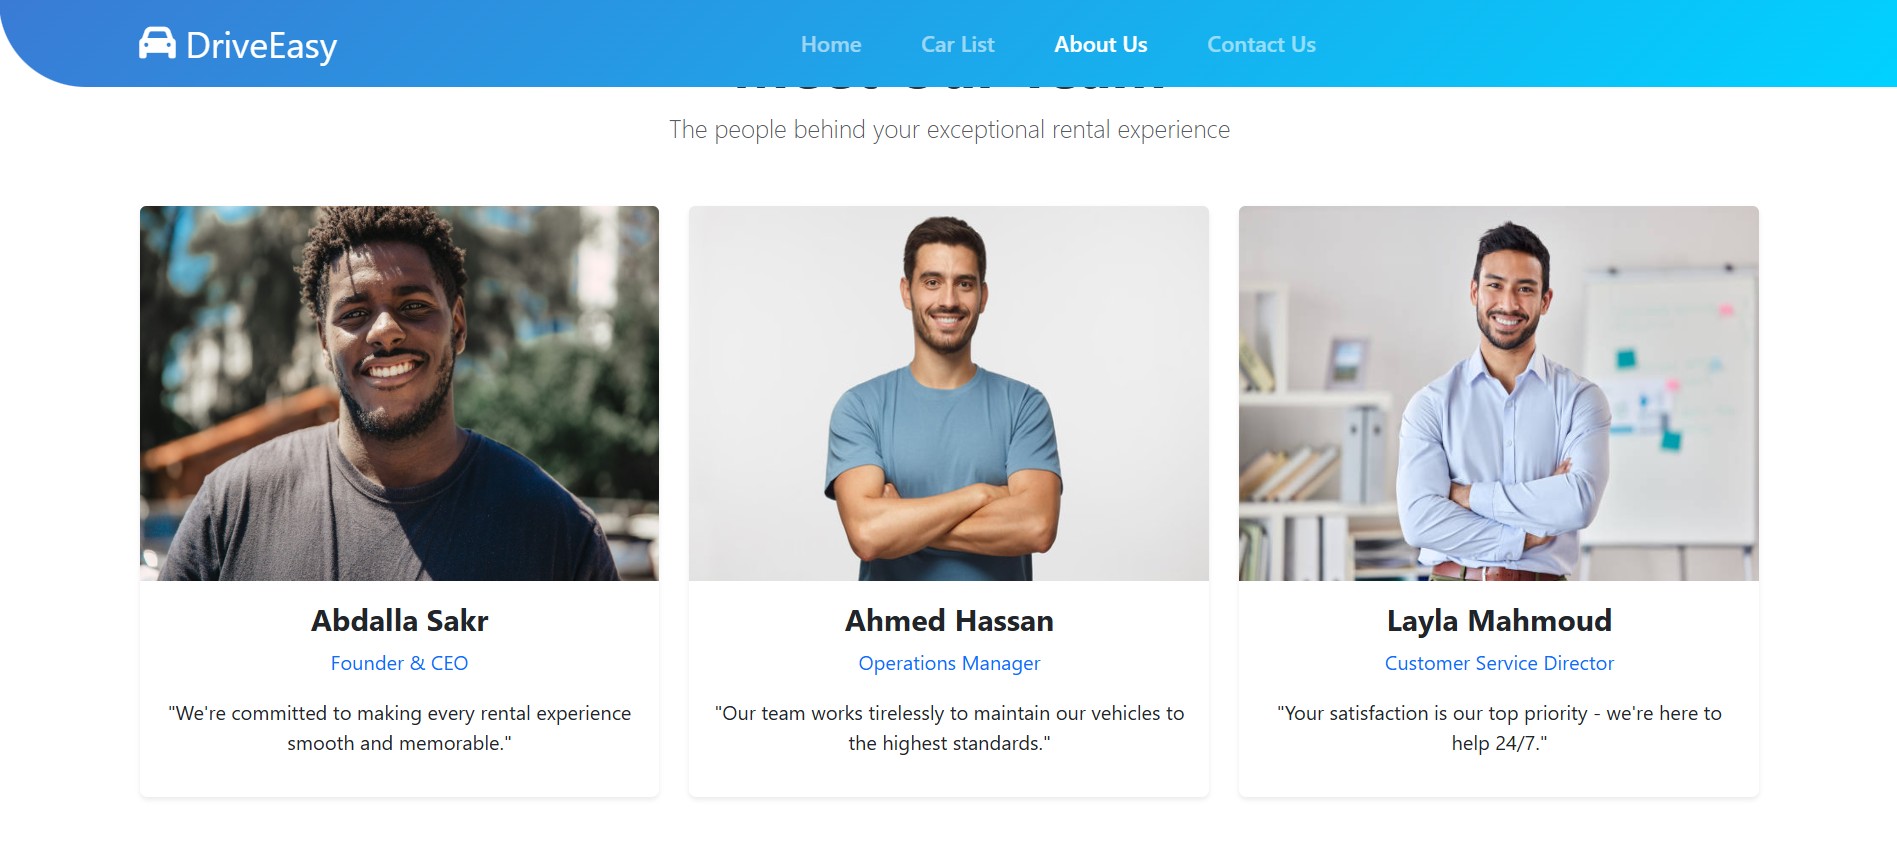 DriveEasy
Home
Car List
About Us
Contact Us
The people behind your exceptional rental experience
Abdalla Sakr
Founder & CEO
"We're committed to making every rental experience
smooth and memorable."
Ahmed Hassan
Operations Manager
"Our team works tirelessly to maintain our vehicles to
the highest standards."
Layla Mahmoud
Customer Service Director
"Your satisfaction is our top priority - we're here to
help 24/7."